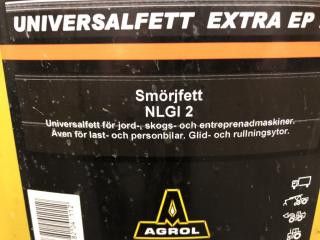 UNIVERSALFETT EXTRA EP
Smörjfett
NLGI 2
Universalfett för jord-, skogs- och entreprenadmaskiner.
Även för last- och personbilar. Glid- och rullningsytor.
AGROL